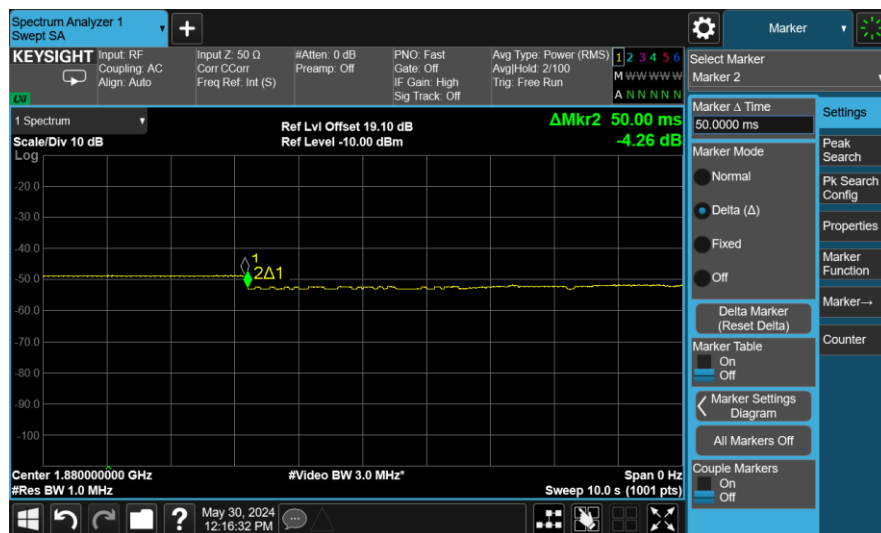 Spectrum Analyzer 1
Swept SA
Marker
KEYSIGHT
Input: RF
Coupling: AC
Align: Auto
Input Z: 50 Ω
Corr CCorr
Freq Ref: Int (S)
#Atten: 0 dB
Preamp: Off
PNO: Fast
Gate: Off
IF Gain: High
Sig Track: Off
Avg Type: Power (RMS)
Avg|Hold: 2/100
Trig: Free Run
1 2 3 4 5 6
M W W W W W
A N N N N N
LXI
Select Marker
Marker 2
1 Spectrum
Scale/Div 10 dB
Log
Ref Lvl Offset 19.10 dB
Ref Level -10.00 dBm
ΔMkr2 50.00 ms
-4.26 dB
-20.0
-30.0
-40.0
-50.0
-60.0
-70.0
-80.0
-90.0
-100
1
2Δ1
Center 1.880000000 GHz
#Res BW 1.0 MHz
#Video BW 3.0 MHz*
Span 0 Hz
Sweep 10.0 s (1001 pts)
Marker Δ Time
50.0000 ms
Marker Mode
Normal
Delta (Δ)
Fixed
Off
Delta Marker
(Reset Delta)
Marker Table
On
Off
Marker Settings
Diagram
All Markers Off
Couple Markers
On
Off
Settings
Peak
Search
Pk Search
Config
Properties
Marker
Function
Marker→
Counter
?
May 30, 2024
12:16:32 PM